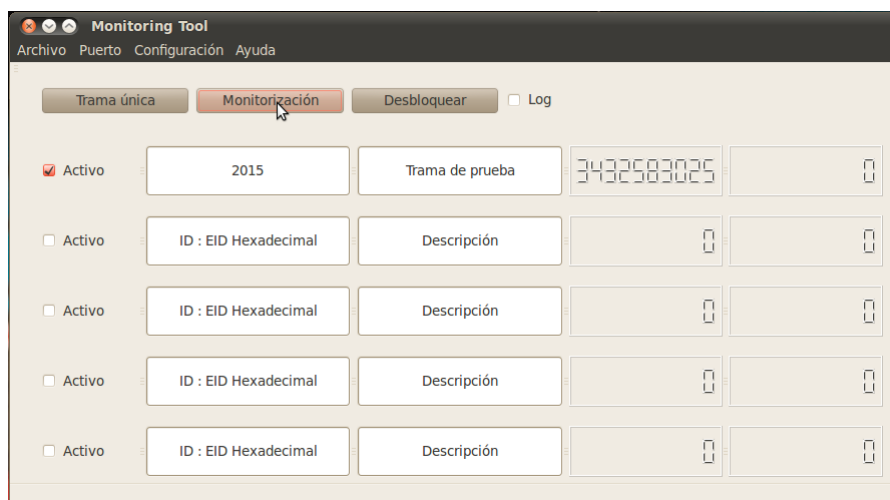 Monitoring Tool
Archivo Puerto Configuración Ayuda
Trama única Monitorización Desbloquear Log
Activo 2015 Trama de prueba 3432583025 0
Activo ID : EID Hexadecimal Descripción 0 0
Activo ID : EID Hexadecimal Descripción 0 0
Activo ID : EID Hexadecimal Descripción 0 0
Activo ID : EID Hexadecimal Descripción 0 0